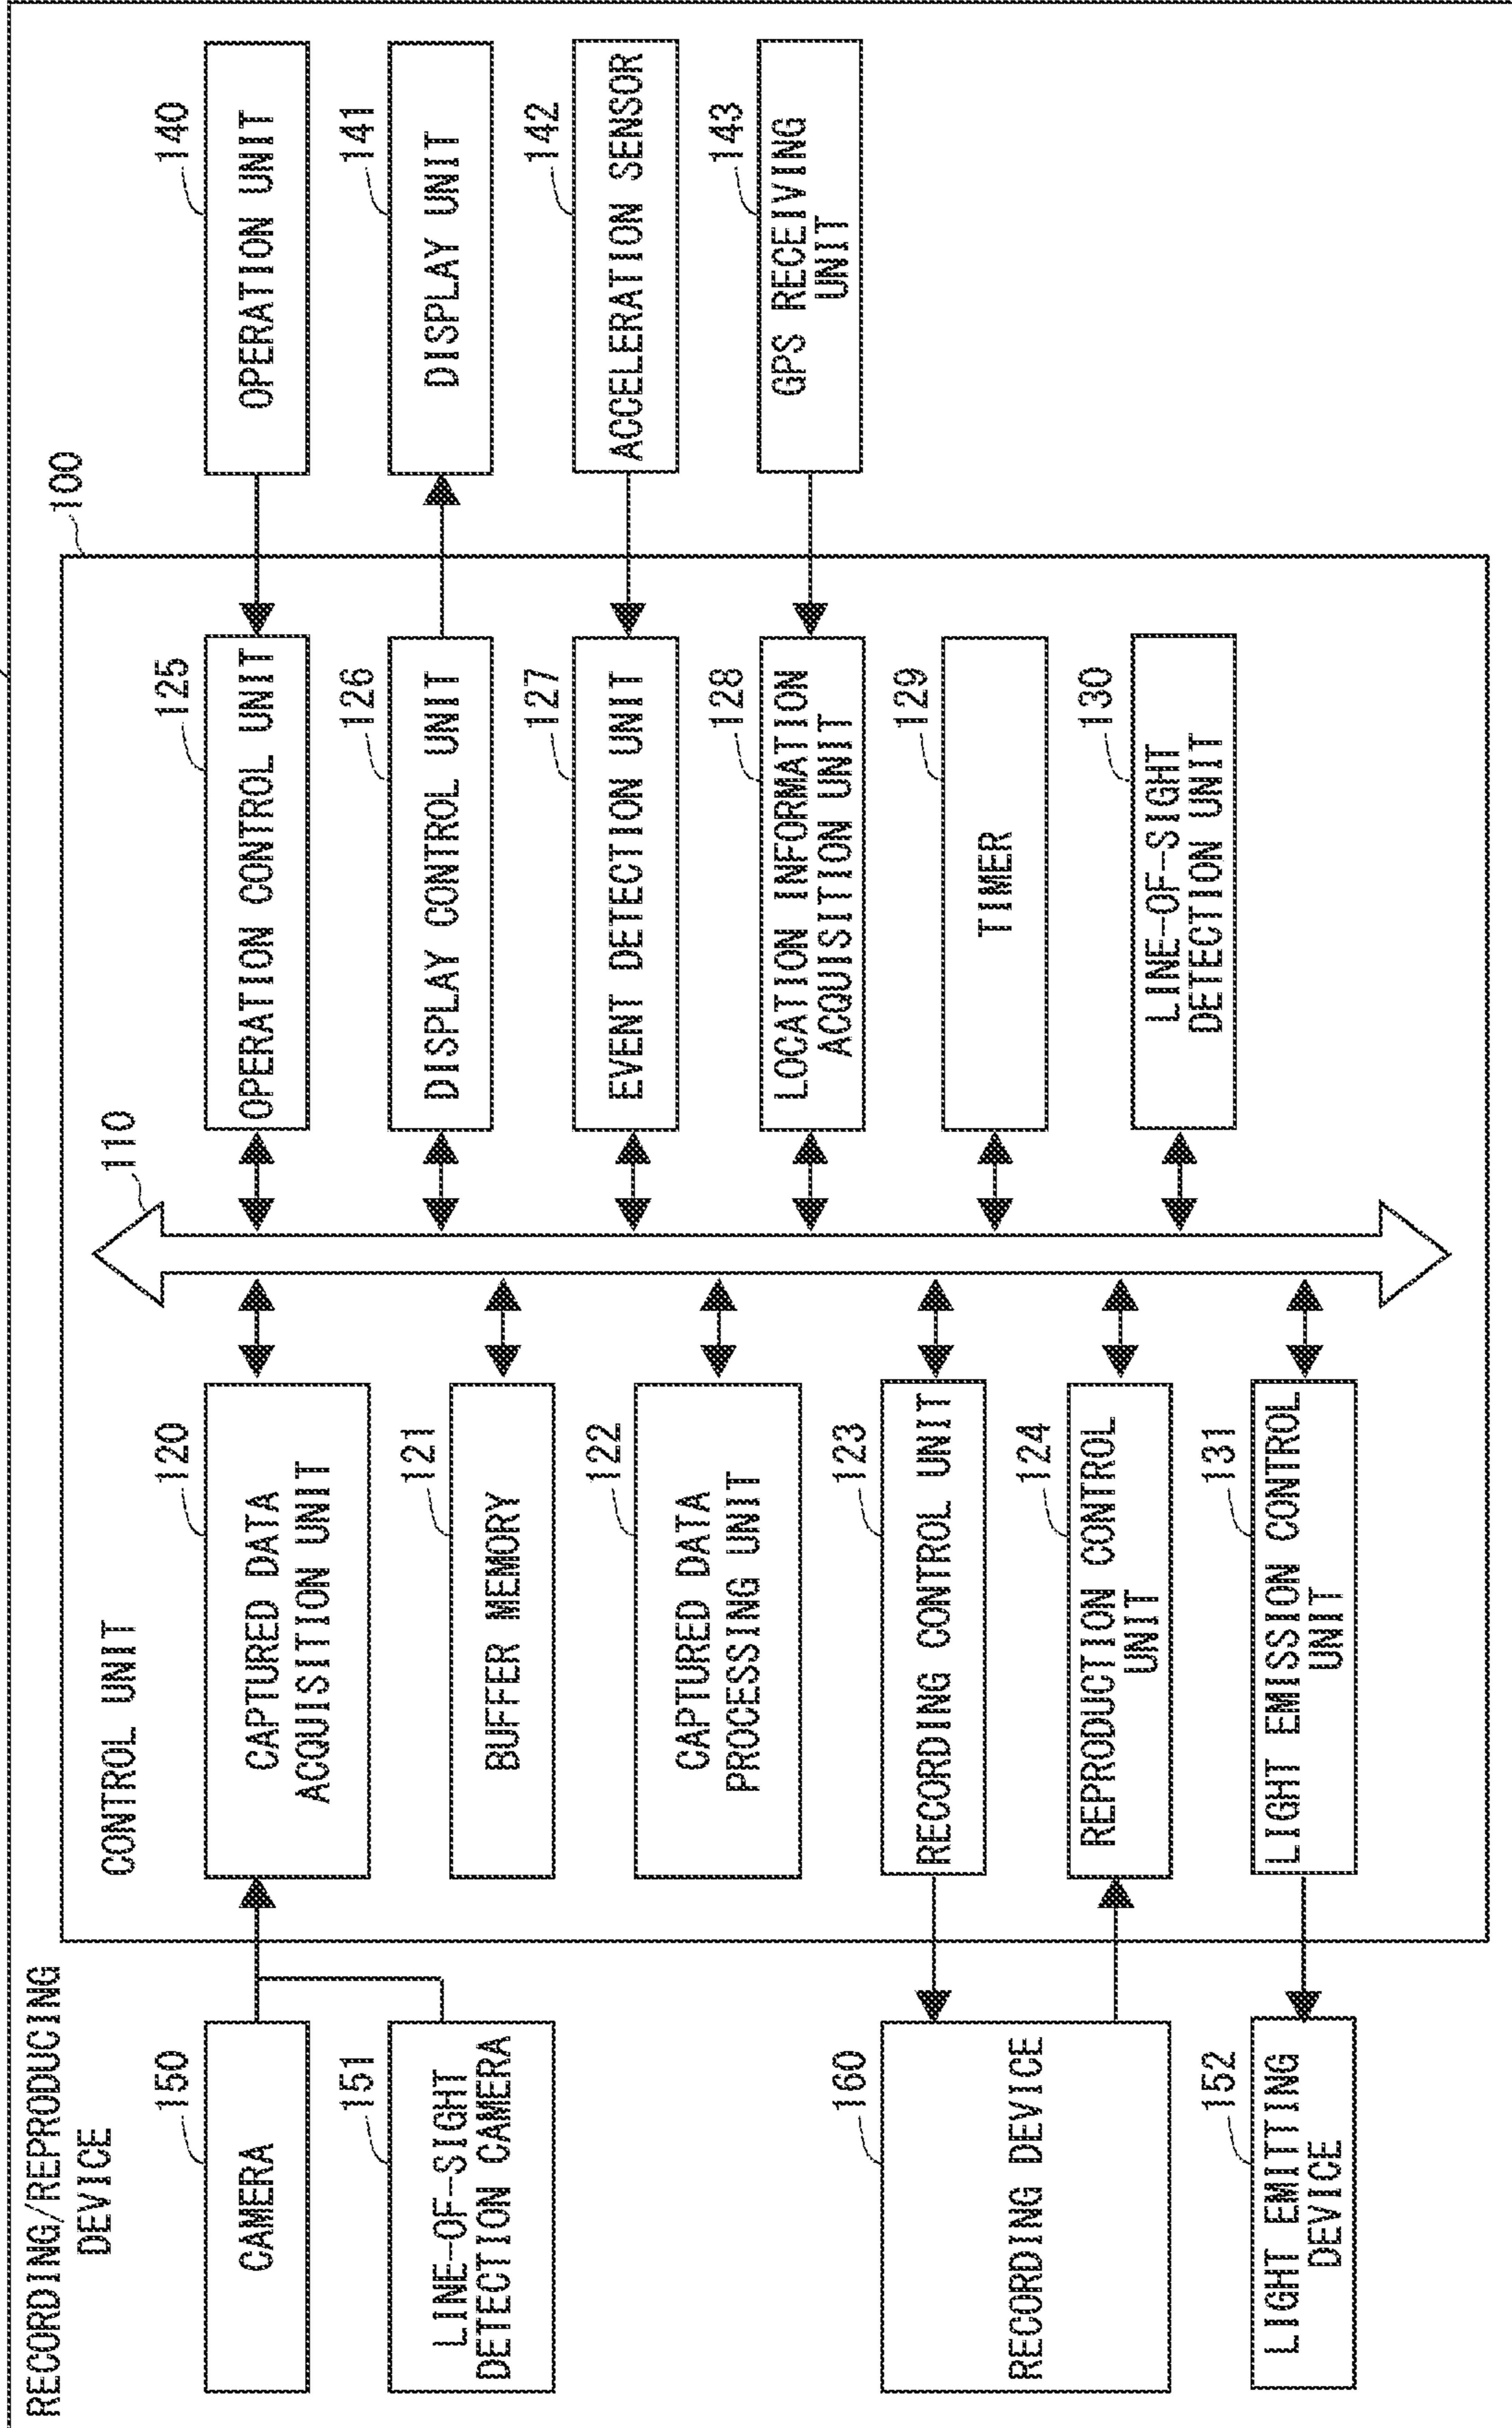 RECORDING/REPRODUCING
DEVICE
100
CONTROL UNIT
110
150
CAMERA
151
LINE-OF-SIGHT
DETECTION CAMERA
160
RECORDING DEVICE
152
LIGHT EMITTING
DEVICE
120
CAPTURED DATA
ACQUISITION UNIT
121
BUFFER MEMORY
122
CAPTURED DATA
PROCESSING UNIT
123
RECORDING CONTROL UNIT
124
REPRODUCTION CONTROL
UNIT
131
LIGHT EMISSION CONTROL
UNIT
125
OPERATION CONTROL UNIT
126
DISPLAY CONTROL UNIT
127
EVENT DETECTION UNIT
128
LOCATION INFORMATION
ACQUISITION UNIT
129
TIMER
130
LINE-OF-SIGHT
DETECTION UNIT
140
OPERATION UNIT
141
DISPLAY UNIT
142
ACCELERATION SENSOR
143
GPS RECEIVING
UNIT